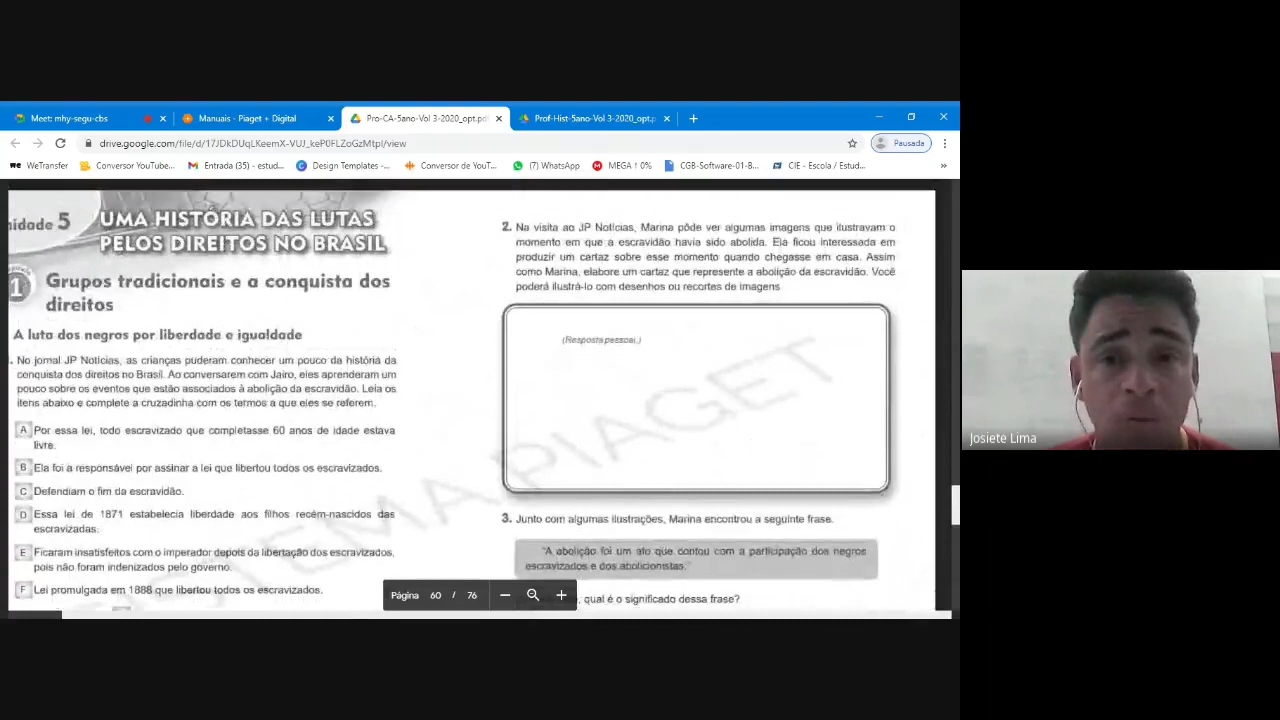 Meet: mhy-segu-cbs
Manuais - Piaget + Digital
Pro-CA-5ano-Vol 3-2020_opt.pd
Prof-Hist-5ano-Vol 3-2020_opt.p
drive.google.com/file/d/17JDkDUqLKeemX-VUJ_keP0FLZoGzMtpI/view
Pausada
WeTransfer
Conversor YouTube...
Entrada (35) - estud...
Design Templates -...
Conversor de YouT...
(7) WhatsApp
MEGA ↑ 0%
CGB-Software-01-B...
CIE - Escola / Estud...
»
idade 5
UMA HISTÓRIA DAS LUTAS
PELOS DIREITOS NO BRASIL
1
Grupos tradicionais e a conquista dos
direitos
A luta dos negros por liberdade e igualdade
. No jornal JP Notícias, as crianças puderam conhecer um pouco da história da
conquista dos direitos no Brasil. Ao conversarem com Jairo, eles aprenderam um
pouco sobre os eventos que estão associados à abolição da escravidão. Leia os
itens abaixo e complete a cruzadinha com os termos a que eles se referem.
A Por essa lei, todo escravizado que completasse 60 anos de idade estava
livre.
B Ela foi a responsável por assinar a lei que libertou todos os escravizados.
C Defendiam o fim da escravidão.
D Essa lei de 1871 estabelecia liberdade aos filhos recém-nascidos das
escravizadas.
E Ficaram insatisfeitos com o imperador depois da libertação dos escravizados,
pois não foram indenizados pelo governo.
F Lei promulgada em 1888 que libertou todos os escravizados.
2. Na visita ao JP Notícias, Marina pôde ver algumas imagens que ilustravam o
momento em que a escravidão havia sido abolida. Ela ficou interessada em
produzir um cartaz sobre esse momento quando chegasse em casa. Assim
como Marina, elabore um cartaz que represente a abolição da escravidão. Você
poderá ilustrá-lo com desenhos ou recortes de imagens
(Resposta pessoal.)
SISTEMA PIAGET
3. Junto com algumas ilustrações, Marina encontrou a seguinte frase.
"A abolição foi um ato que contou com a participação dos negros
escravizados e dos abolicionistas."
, qual é o significado dessa frase?
Página 60 / 76
Josiete Lima